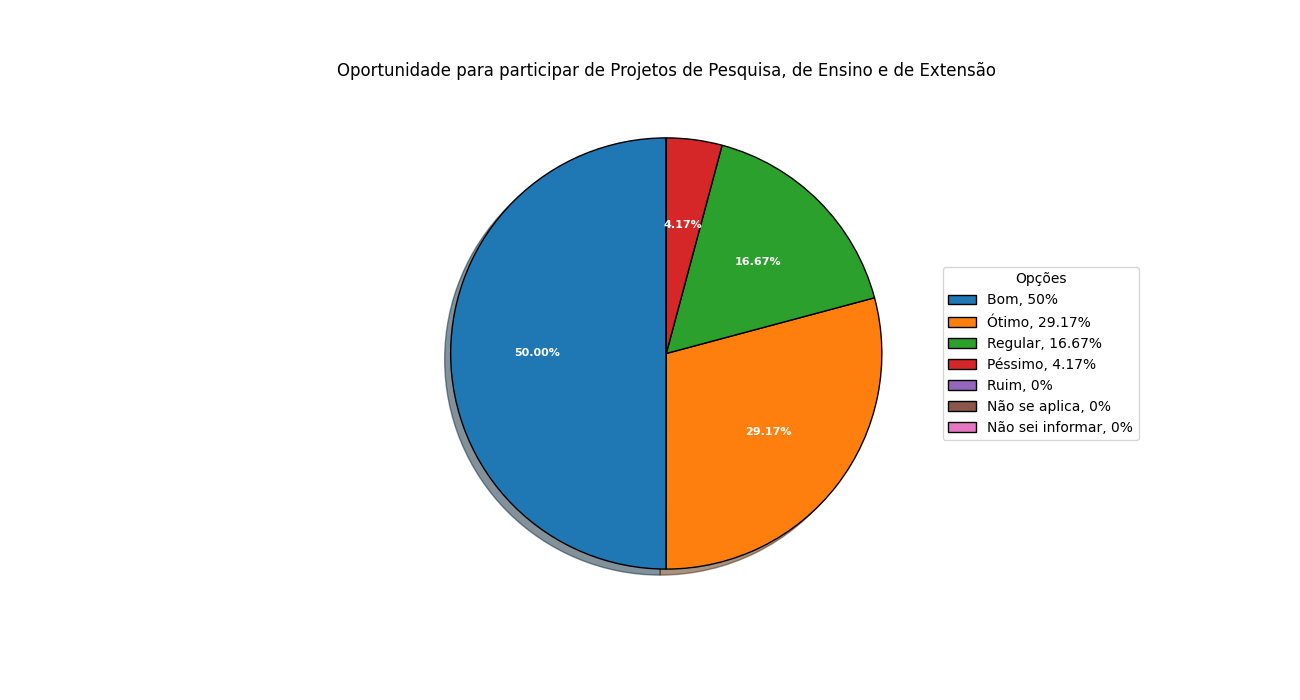 Oportunidade para participar de Projetos de Pesquisa, de Ensino e de Extensão
4.17%
16.67%
50.00%
29.17%
Opções
Bom, 50%
Ótimo, 29.17%
Regular, 16.67%
Péssimo, 4.17%
Ruim, 0%
Não se aplica, 0%
Não sei informar, 0%